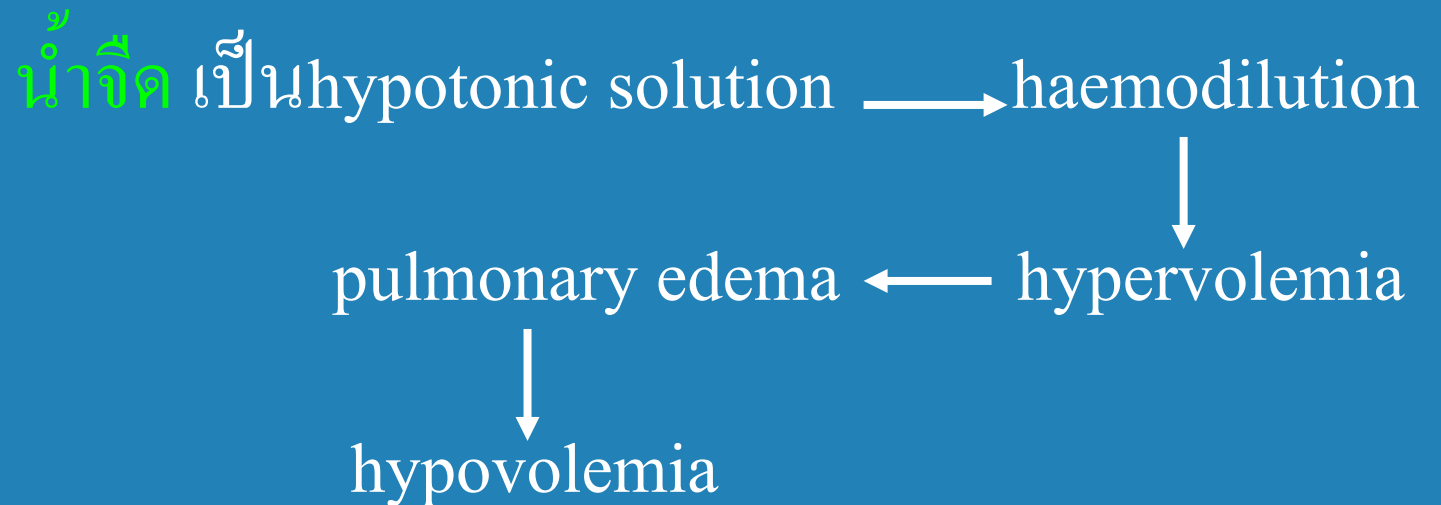 น้ำจืด เป็นhypotonic solution haemodilution
pulmonary edema hypervolemia
hypovolemia